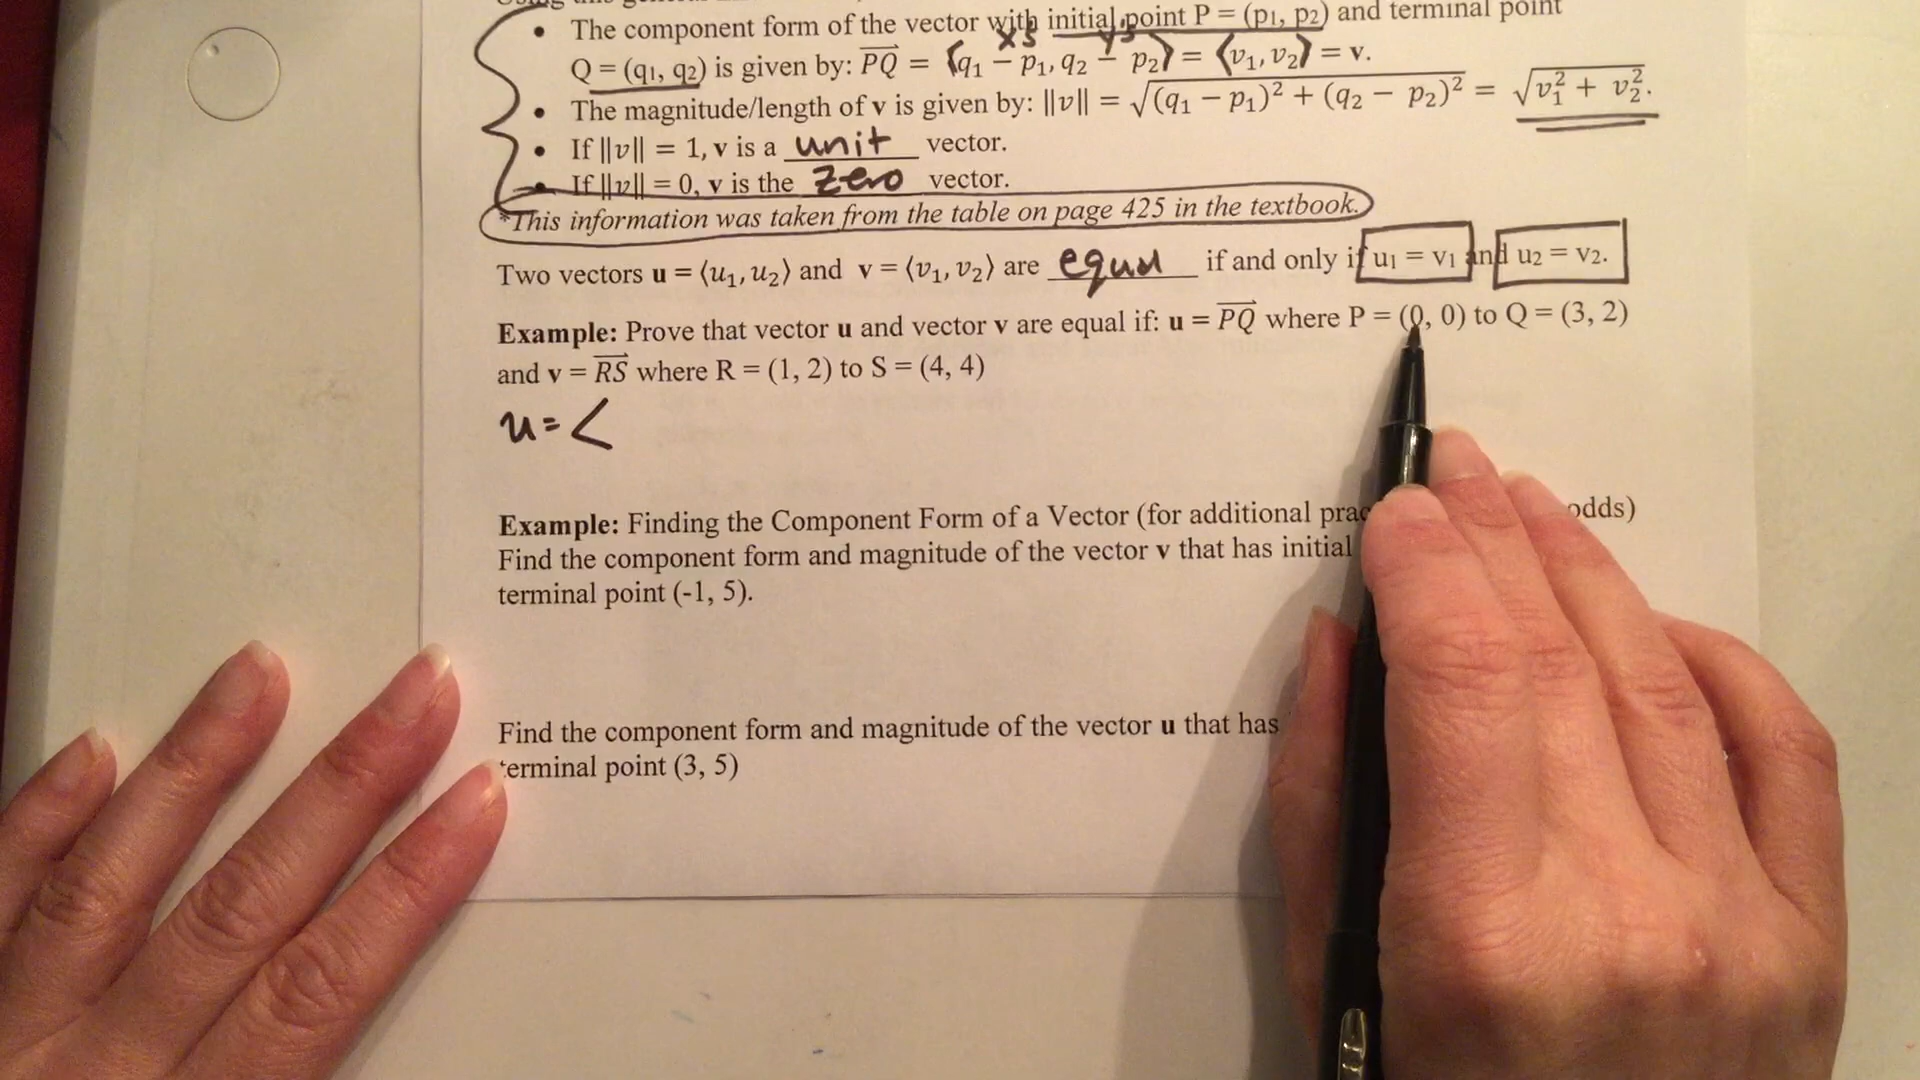 • The component form of the vector with initial point P = (p1, p2) and terminal point
xs ys
Q = (q1, q2) is given by: PQ = ⟨q1 − p1, q2 − p2⟩ = ⟨v1, v2⟩ = v.
• The magnitude/length of v is given by: ||v|| = √(q1 − p1)² + (q2 − p2)² = √v1² + v2².
• If ||v|| = 1, v is a unit vector.
• If ||v|| = 0, v is the zero vector.
*This information was taken from the table on page 425 in the textbook.
Two vectors u = ⟨u1, u2⟩ and v = ⟨v1, v2⟩ are equal if and only if u1 = v1 and u2 = v2.
Example: Prove that vector u and vector v are equal if: u = PQ where P = (0, 0) to Q = (3, 2)
and v = RS where R = (1, 2) to S = (4, 4)
u = <
Example: Finding the Component Form of a Vector (for additional odds)
Find the component form and magnitude of the vector v that has initial
terminal point (-1, 5).
Find the component form and magnitude of the vector u that has
terminal point (3, 5)